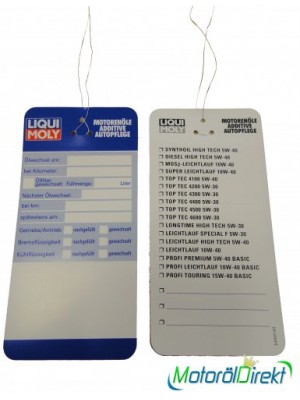 LIQUI
MOLY
MOTORENÖLE
ADDITIVE
AUTOPFLEGE
Ölwechsel am:
bei Kilometer:
Ölfilter
gewechselt Füllmenge: Liter
Nächster Ölwechsel:
bei km:
spätestens am:
Getriebe/Antrieb: nachgefüllt gewechselt
Bremsflüssigkeit: nachgefüllt gewechselt
Kühlflüssigkeit: nachgefüllt gewechselt
LIQUI
MOLY
MOTORENÖLE
ADDITIVE
AUTOPFLEGE
SYNTHOIL HIGH TECH 5W-40
DIESEL HIGH TECH 5W-40
MOS2-LEICHTLAUF 10W-40
SUPER LEICHTLAUF 10W-40
TOP TEC 4100 5W-40
TOP TEC 4200 5W-30
TOP TEC 4300 5W-30
TOP TEC 4400 5W-30
TOP TEC 4500 5W-30
TOP TEC 4600 5W-30
LONGTIME HIGH TECH 5W-30
LEICHTLAUF SPECIAL F 5W-30
LEICHTLAUF HIGH TECH 5W-40
LEICHTLAUF 10W-40
PROFI PREMIUM 5W-40 BASIC
PROFI LEICHTLAUF 10W-40 BASIC
PROFI TOURING 15W-40 BASIC
MotorölDirekt